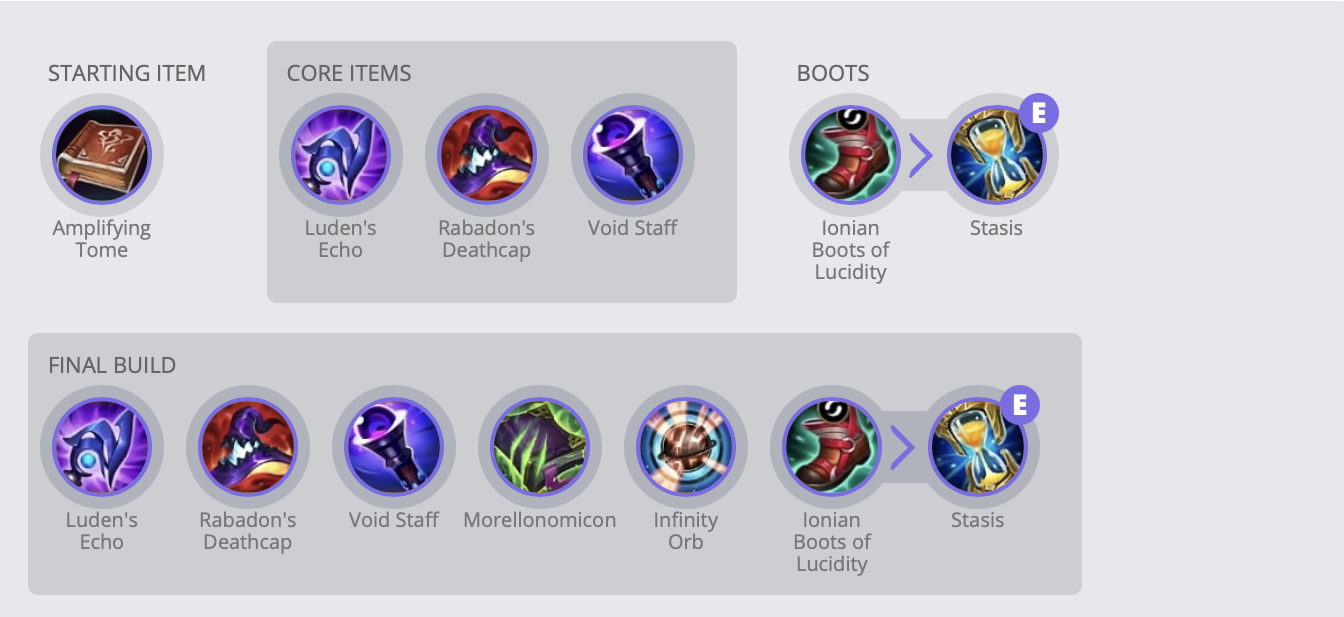 STARTING ITEM
Amplifying
Tome
CORE ITEMS
Luden's
Echo
Rabadon's
Deathcap
Void Staff
BOOTS
Ionian
Boots of
Lucidity
E
Stasis
FINAL BUILD
Luden's
Echo
Rabadon's
Deathcap
Void Staff
Morellonomicon
Infinity
Orb
Ionian
Boots of
Lucidity
E
Stasis